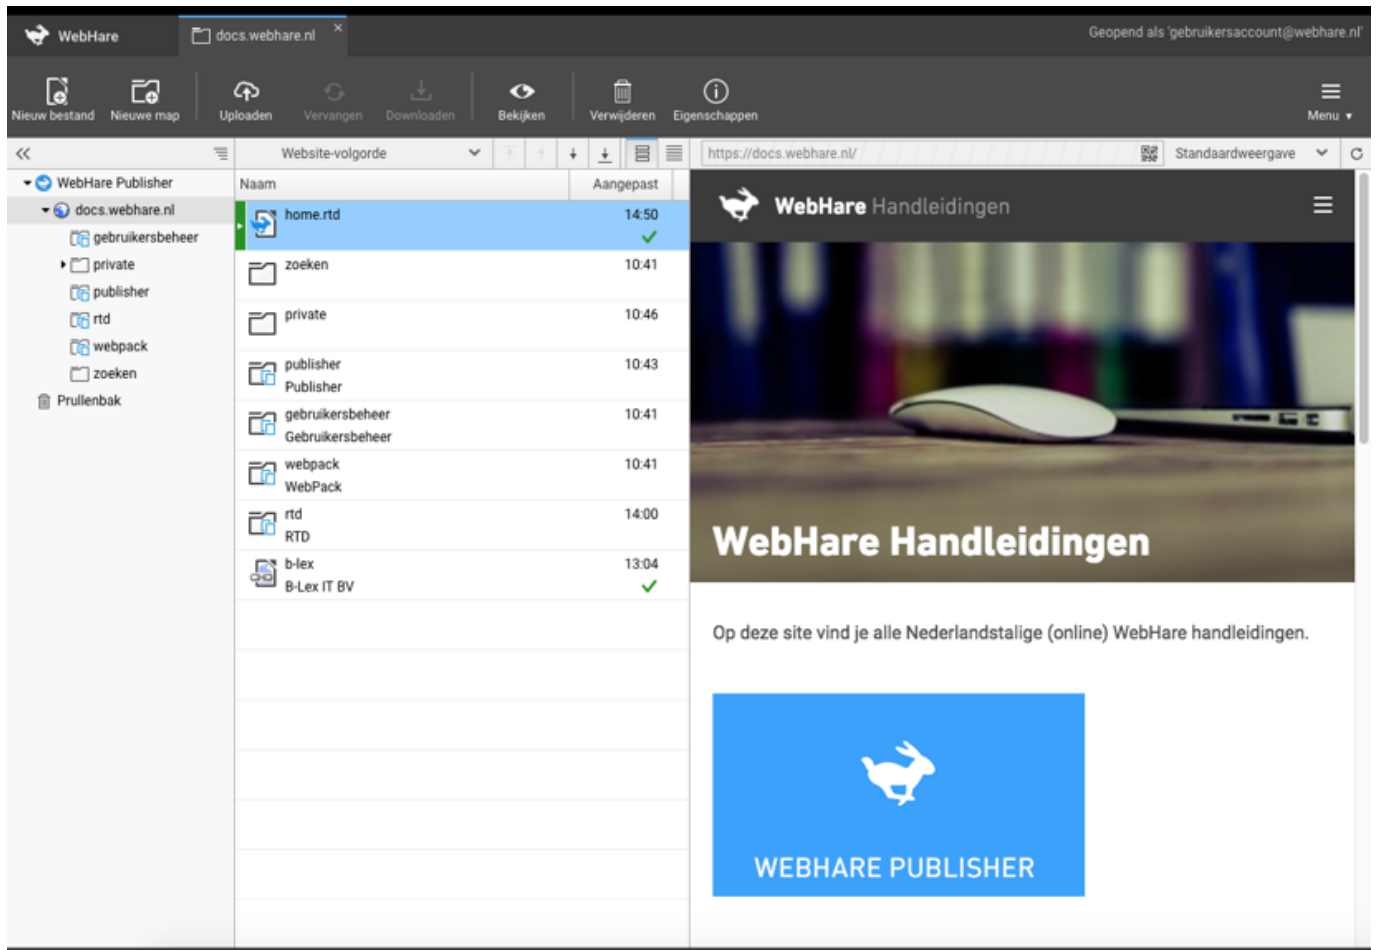 WebHare
docs.webhare.nl
Geopend als 'gebruikersaccount@webhare.nl'
Nieuw bestand Nieuwe map Uploaden Vervangen Downloaden Bekijken Verwijderen Eigenschappen Menu
Website-volgorde
https://docs.webhare.nl/ Standaardweergave
WebHare Publisher
docs.webhare.nl
gebruikersbeheer
private
publisher
rtd
webpack
zoeken
Prullenbak
Naam Aangepast
home.rtd 14:50
zoeken 10:41
private 10:46
publisher 10:43
Publisher
gebruikersbeheer 10:41
Gebruikersbeheer
webpack 10:41
WebPack
rtd 14:00
RTD
b-lex 13:04
B-Lex IT BV
WebHare Handleidingen
WebHare Handleidingen
Op deze site vind je alle Nederlandstalige (online) WebHare handleidingen.
WEBHARE PUBLISHER